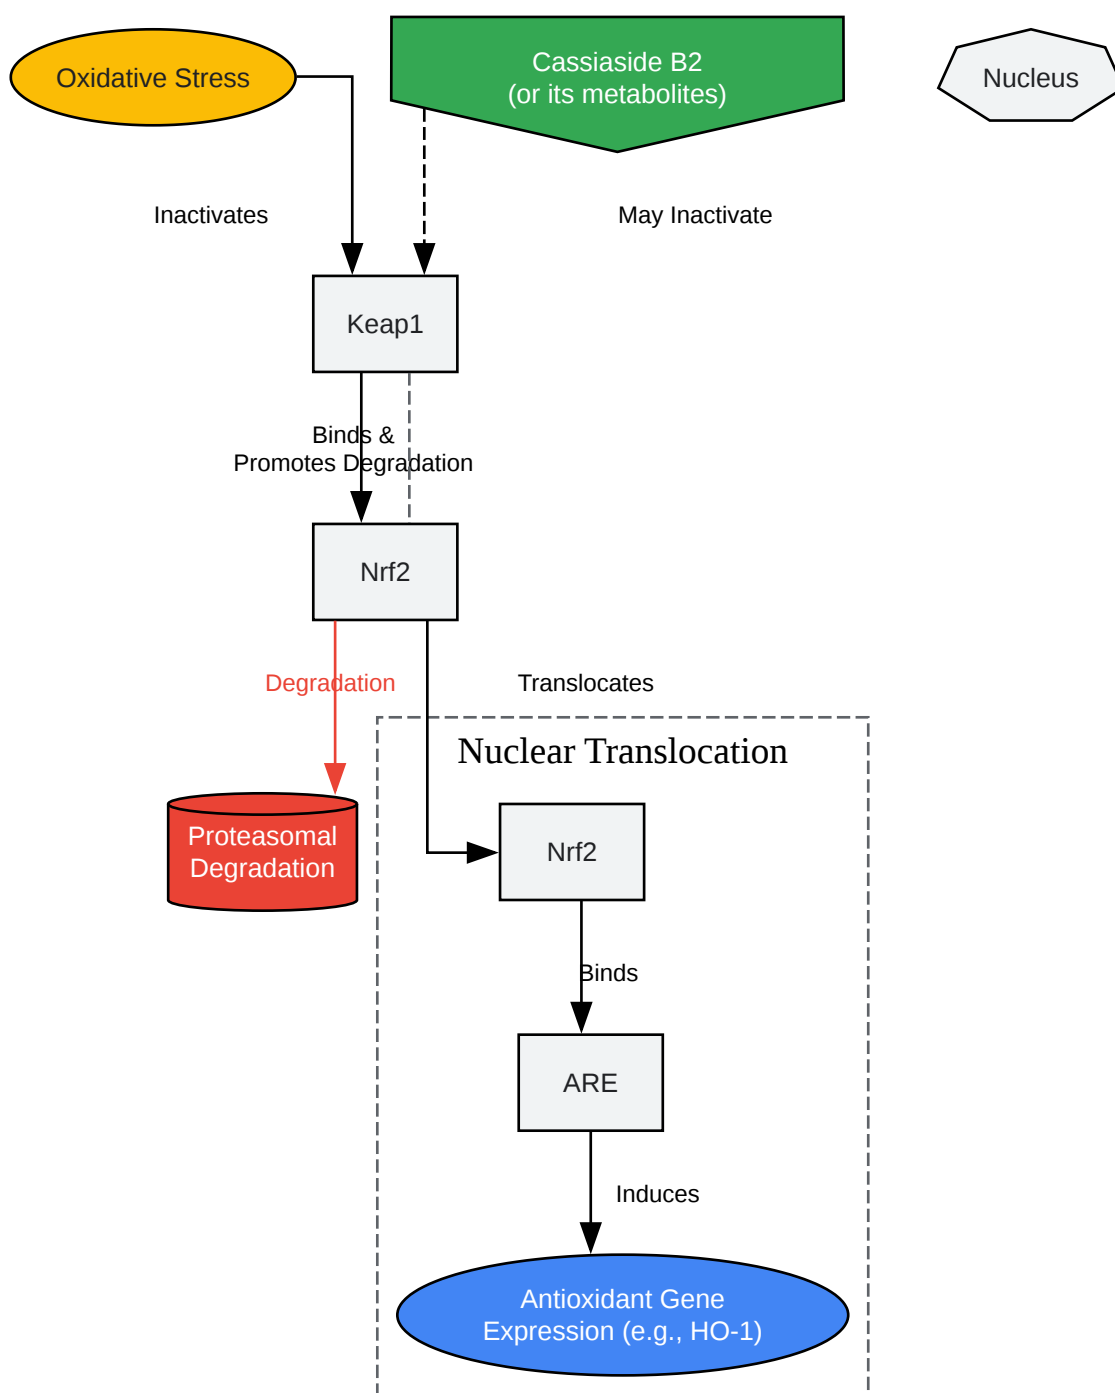 Oxidative Stress
Cassiaside B2
(or its metabolites)
Nucleus
Inactivates
May Inactivate
Keap1
Binds &
Promotes Degradation
Nrf2
Degradation
Translocates
Nuclear Translocation
Proteasomal
Degradation
Nrf2
Binds
ARE
Induces
Antioxidant Gene
Expression (e.g., HO-1)